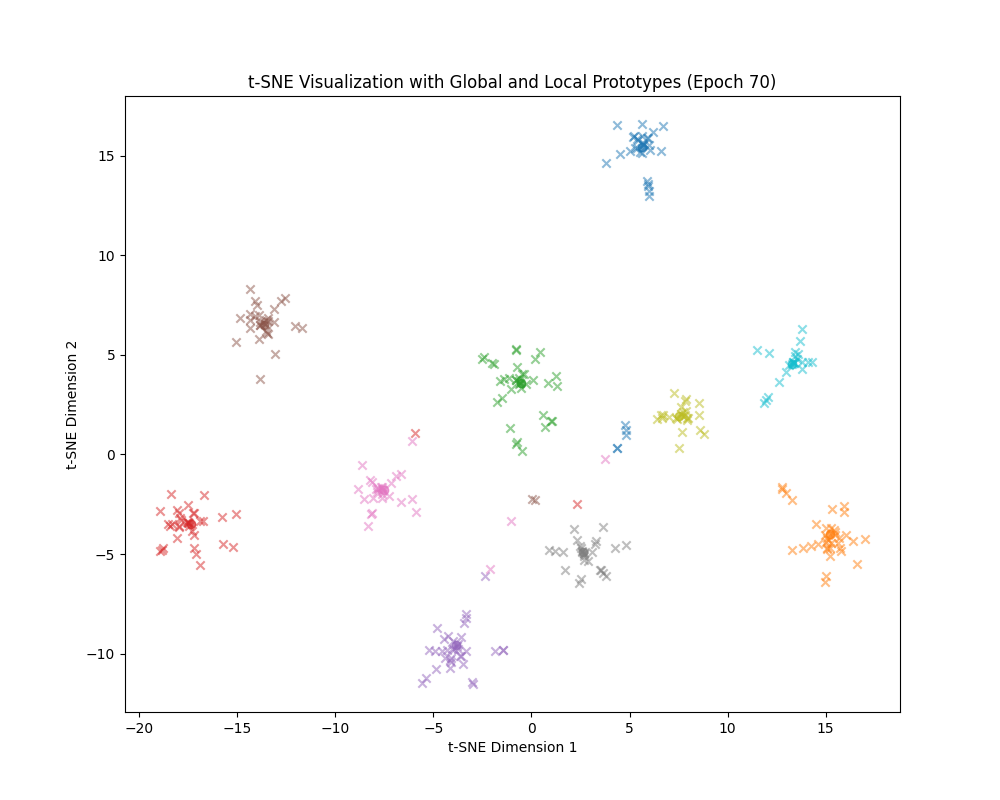 t-SNE Visualization with Global and Local Prototypes (Epoch 70)
15
10
5
0
−5
−10
t-SNE Dimension 2
−20 −15 −10 −5 0 5 10 15
t-SNE Dimension 1